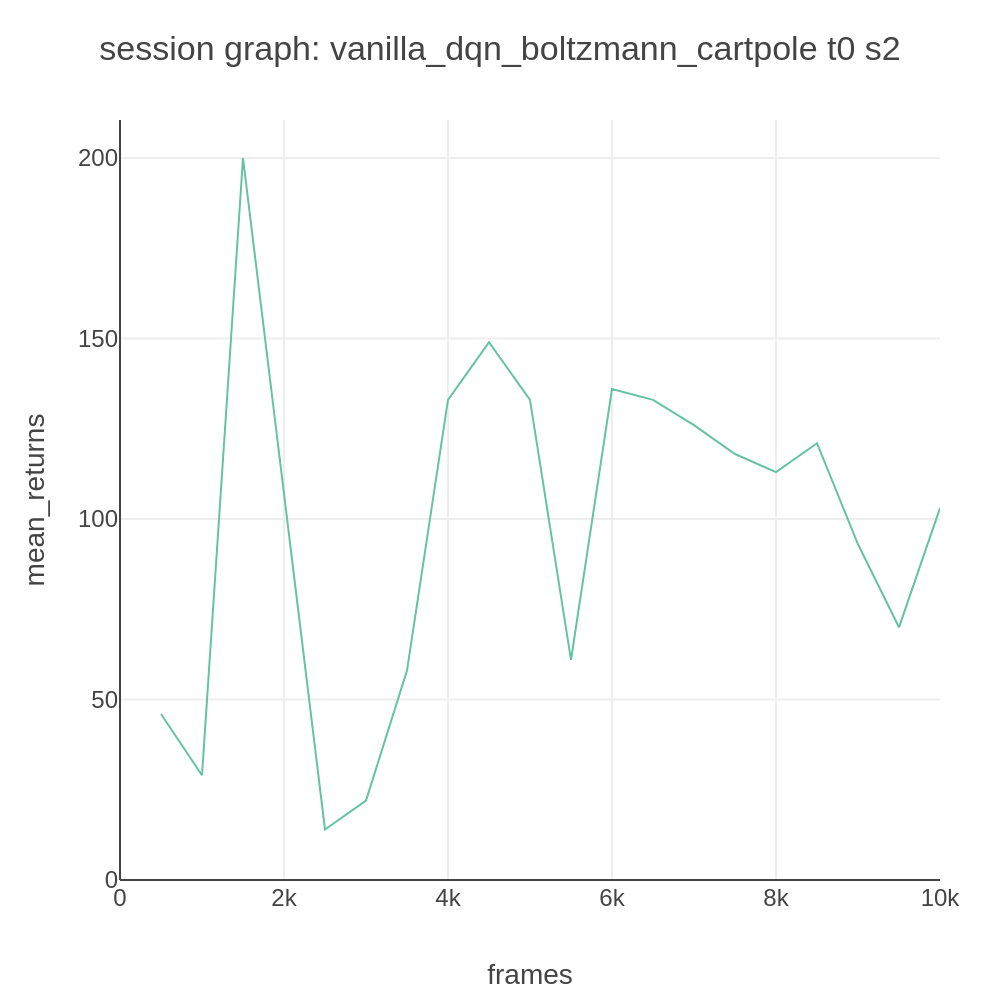 session graph: vanilla_dqn_boltzmann_cartpole t0 s2
200
150
100
50
0
mean_returns
0 2k 4k 6k 8k 10k
frames